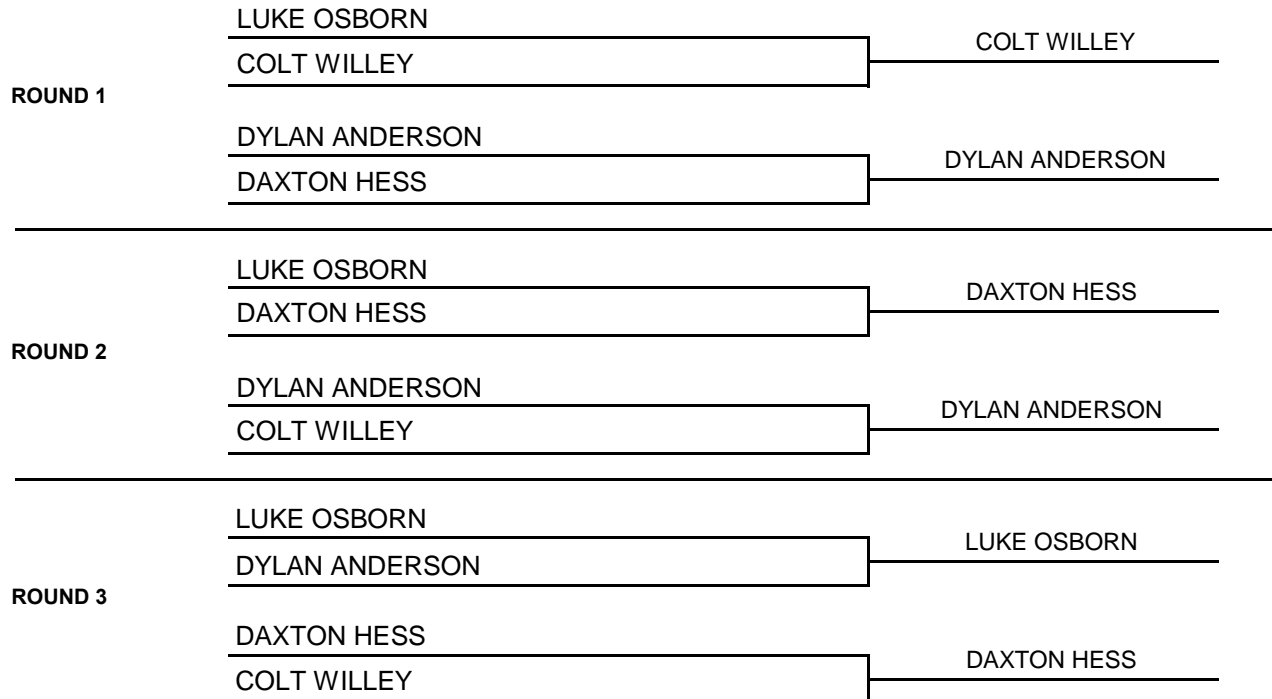 LUKE OSBORN
COLT WILLEY
COLT WILLEY
ROUND 1
DYLAN ANDERSON
DAXTON HESS
DYLAN ANDERSON
LUKE OSBORN
DAXTON HESS
DAXTON HESS
ROUND 2
DYLAN ANDERSON
COLT WILLEY
DYLAN ANDERSON
LUKE OSBORN
DYLAN ANDERSON
LUKE OSBORN
ROUND 3
DAXTON HESS
COLT WILLEY
DAXTON HESS